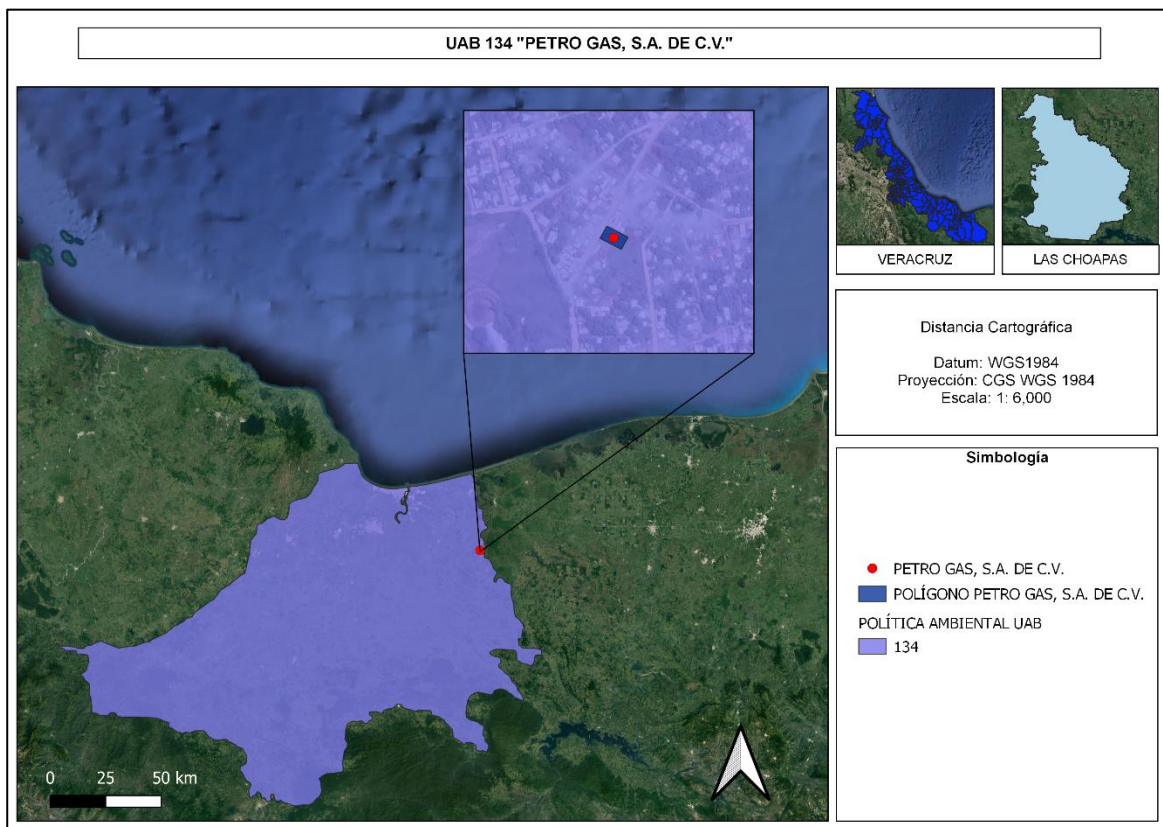 UAB 134 "PETRO GAS, S.A. DE C.V."
VERACRUZ
LAS CHOAPAS
Distancia Cartográfica
Datum: WGS1984
Proyección: CGS WGS 1984
Escala: 1: 6,000
Simbología
PETRO GAS, S.A. DE C.V.
POLÍGONO PETRO GAS, S.A. DE C.V.
POLÍTICA AMBIENTAL UAB
134
0 25 50 km